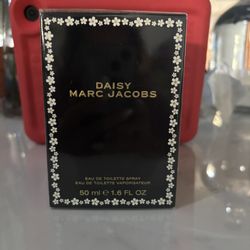 DAISY
MARC JACOBS
EAU DE TOILETTE SPRAY
EAU DE TOILETTE VAPORISATEUR
50 ml ℮ 1.6 FL OZ